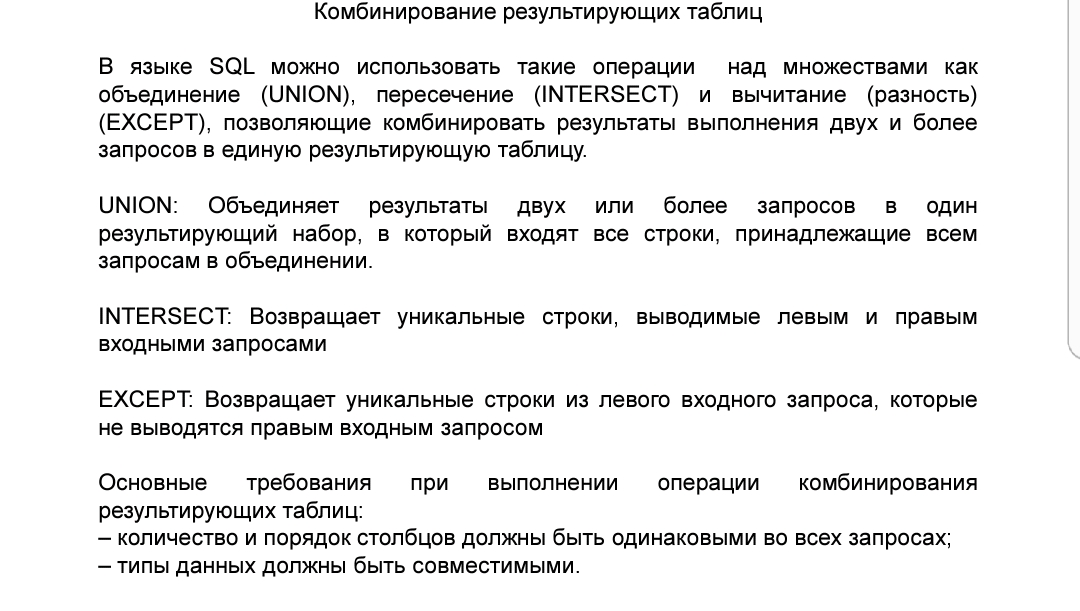 Комбинирование результирующих таблиц
В языке SQL можно использовать такие операции над множествами как
объединение (UNION), пересечение (INTERSECT) и вычитание (разность)
(EXCEPT), позволяющие комбинировать результаты выполнения двух и более
запросов в единую результирующую таблицу.
UNION: Объединяет результаты двух или более запросов в один
результирующий набор, в который входят все строки, принадлежащие всем
запросам в объединении.
INTERSECT: Возвращает уникальные строки, выводимые левым и правым
входными запросами
EXCEPT: Возвращает уникальные строки из левого входного запроса, которые
не выводятся правым входным запросом
Основные требования при выполнении операции комбинирования
результирующих таблиц:
– количество и порядок столбцов должны быть одинаковыми во всех запросах;
– типы данных должны быть совместимыми.